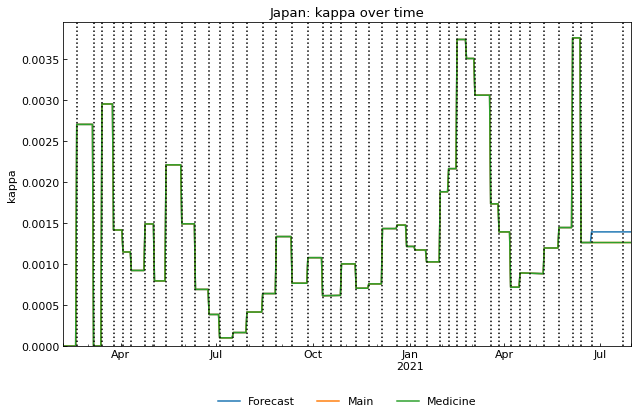 Japan: kappa over time
kappa
0.0035
0.0030
0.0025
0.0020
0.0015
0.0010
0.0005
0.0000
Apr Jul Oct Jan Apr Jul
2021
Forecast Main Medicine